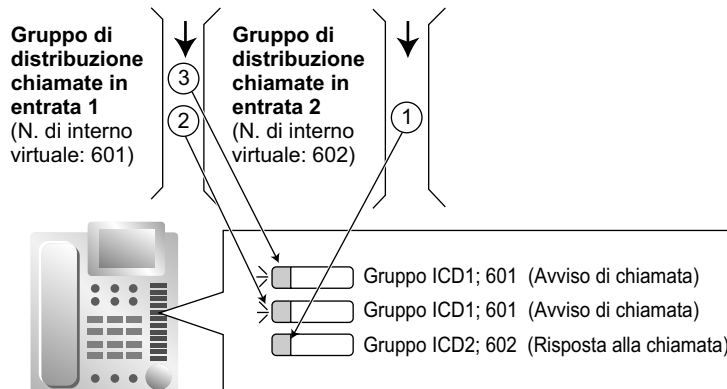 Gruppo di
distribuzione
chiamate in
entrata 1
(N. di interno
virtuale: 601)
3
2
Gruppo di
distribuzione
chiamate in
entrata 2
(N. di interno
virtuale: 602)
1
Gruppo ICD1; 601 (Avviso di chiamata)
Gruppo ICD1; 601 (Avviso di chiamata)
Gruppo ICD2; 602 (Risposta alla chiamata)